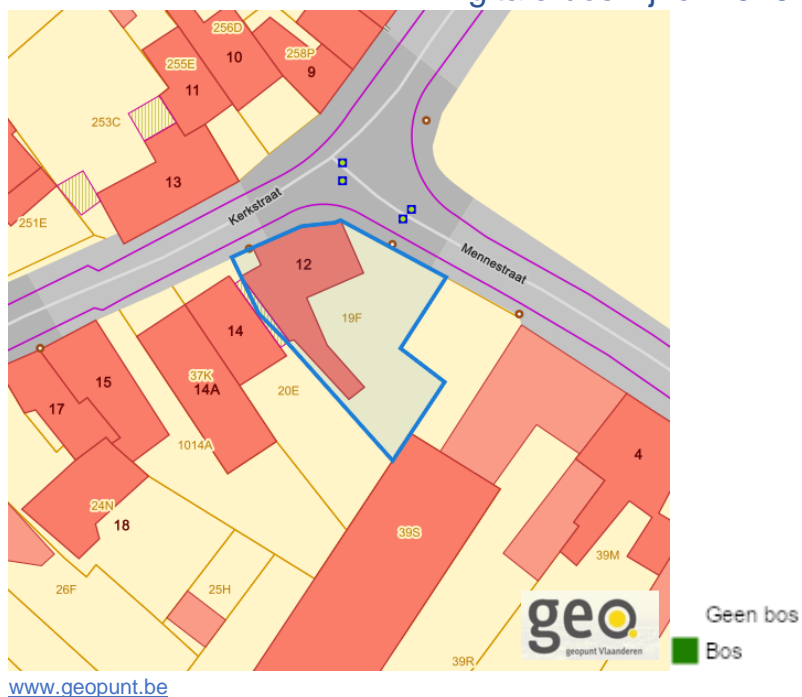 256D
10
258P
9
255E
11
253C
13
Kerkstraat
251E
Mennestraat
12
19F
14
37K
14A
20E
15
17
1014A
4
24N
18
39S
39M
26F
25H
39R
geo.
geopunt Vlaanderen
Geen bos
Bos
www.geopunt.be